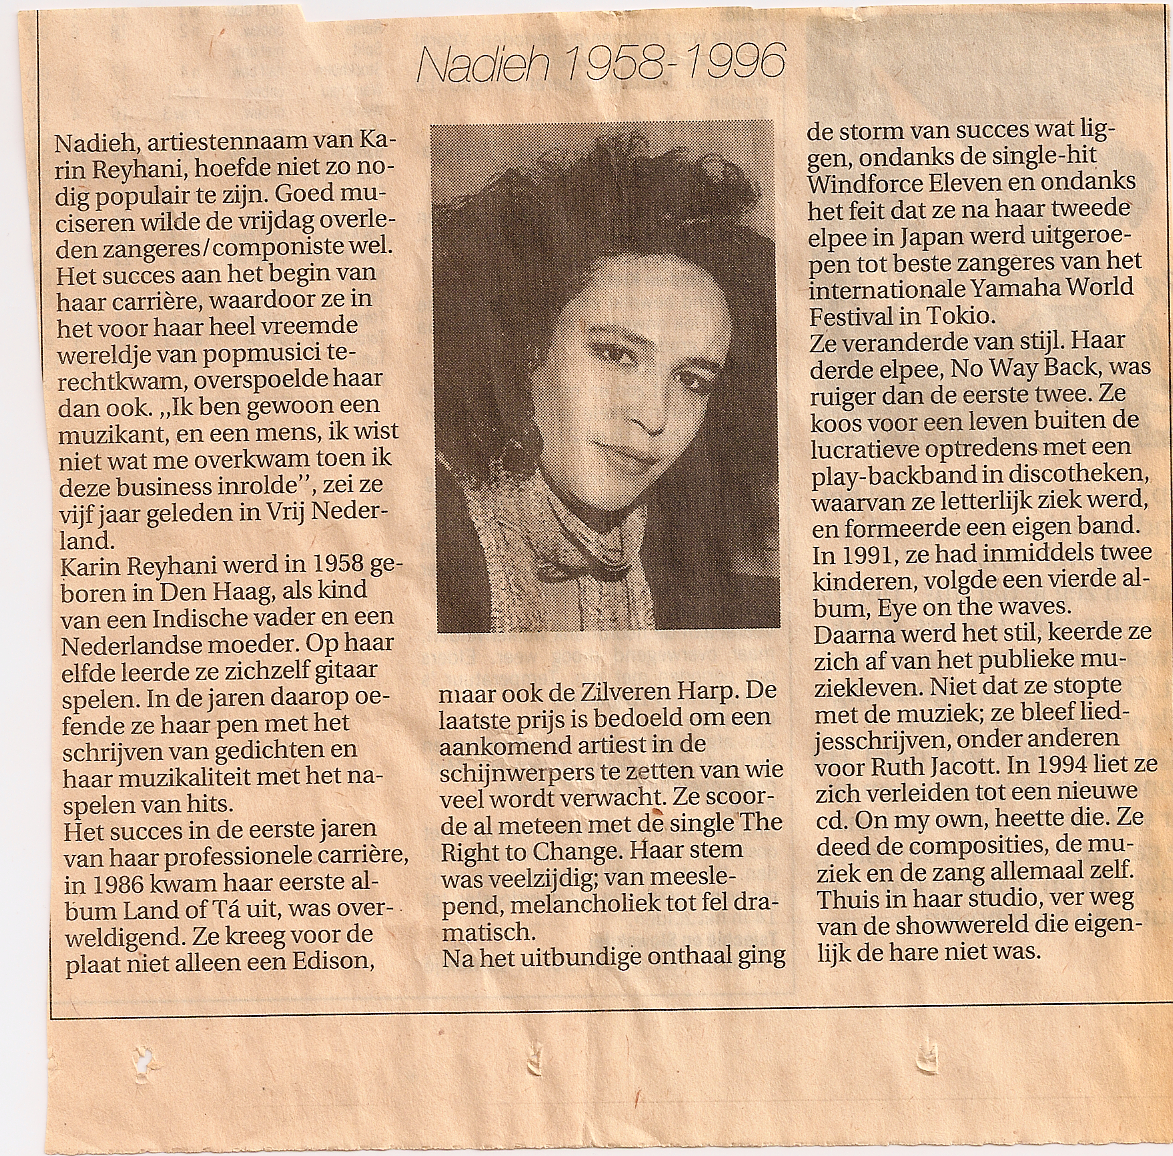 Nadieh 1958-1996
Nadieh, artiestennaam van Ka-
rin Reyhani, hoefde niet zo no-
dig populair te zijn. Goed mu-
ciseren wilde de vrijdag overle-
den zangeres/componiste wel.
Het succes aan het begin van
haar carrière, waardoor ze in
het voor haar heel vreemde
wereldje van popmusici te-
rechtkwam, overspoelde haar
dan ook. ,,Ik ben gewoon een
muzikant, en een mens, ik wist
niet wat me overkwam toen ik
deze business inrolde”, zei ze
vijf jaar geleden in Vrij Neder-
land.
Karin Reyhani werd in 1958 ge-
boren in Den Haag, als kind
van een Indische vader en een
Nederlandse moeder. Op haar
elfde leerde ze zichzelf gitaar
spelen. In de jaren daarop oe-
fende ze haar pen met het
schrijven van gedichten en
haar muzikaliteit met het na-
spelen van hits.
Het succes in de eerste jaren
van haar professionele carrière,
in 1986 kwam haar eerste al-
bum Land of Tá uit, was over-
weldigend. Ze kreeg voor de
plaat niet alleen een Edison,
maar ook de Zilveren Harp. De
laatste prijs is bedoeld om een
aankomend artiest in de
schijnwerpers te zetten van wie
veel wordt verwacht. Ze scoor-
de al meteen met de single The
Right to Change. Haar stem
was veelzijdig; van meesle-
pend, melancholiek tot fel dra-
matisch.
Na het uitbundige onthaal ging
de storm van succes wat lig-
gen, ondanks de single-hit
Windforce Eleven en ondanks
het feit dat ze na haar tweede
elpee in Japan werd uitgeroe-
pen tot beste zangeres van het
internationale Yamaha World
Festival in Tokio.
Ze veranderde van stijl. Haar
derde elpee, No Way Back, was
ruiger dan de eerste twee. Ze
koos voor een leven buiten de
lucratieve optredens met een
play-backband in discotheken,
waarvan ze letterlijk ziek werd,
en formeerde een eigen band.
In 1991, ze had inmiddels twee
kinderen, volgde een vierde al-
bum, Eye on the waves.
Daarna werd het stil, keerde ze
zich af van het publieke mu-
ziekleven. Niet dat ze stopte
met de muziek; ze bleef lied-
jesschrijven, onder anderen
voor Ruth Jacott. In 1994 liet ze
zich verleiden tot een nieuwe
cd. On my own, heette die. Ze
deed de composities, de mu-
ziek en de zang allemaal zelf.
Thuis in haar studio, ver weg
van de showwereld die eigen-
lijk de hare niet was.